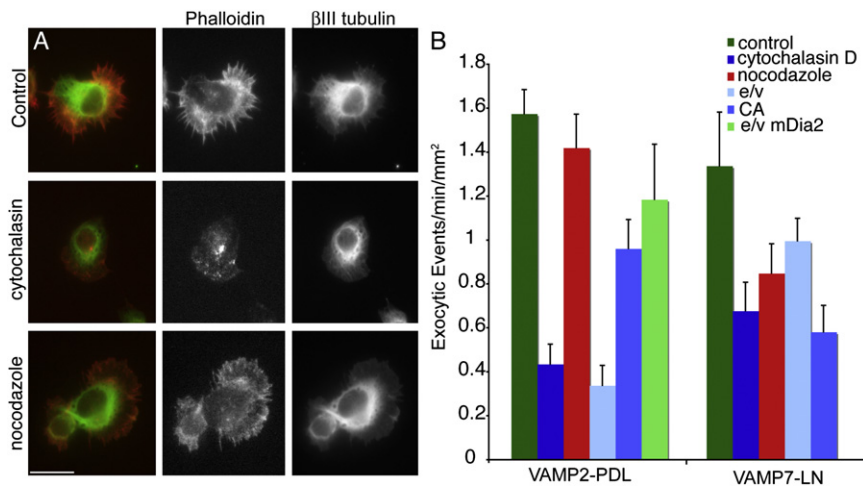 Phalloidin
βIII tubulin
A
Control
cytochalasin
nocodazole
B
control
cytochalasin D
nocodazole
e/v
CA
e/v mDia2
Exocytic Events/min/mm²
1.8
1.6
1.4
1.2
1
0.8
0.6
0.4
0.2
0
VAMP2-PDL
VAMP7-LN